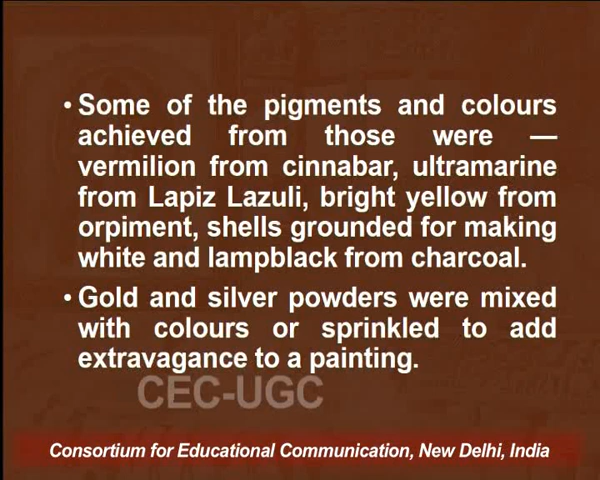 • Some of the pigments and colours
achieved from those were —
vermilion from cinnabar, ultramarine
from Lapiz Lazuli, bright yellow from
orpiment, shells grounded for making
white and lampblack from charcoal.
• Gold and silver powders were mixed
with colours or sprinkled to add
extravagance to a painting.
CEC-UGC
Consortium for Educational Communication, New Delhi, India